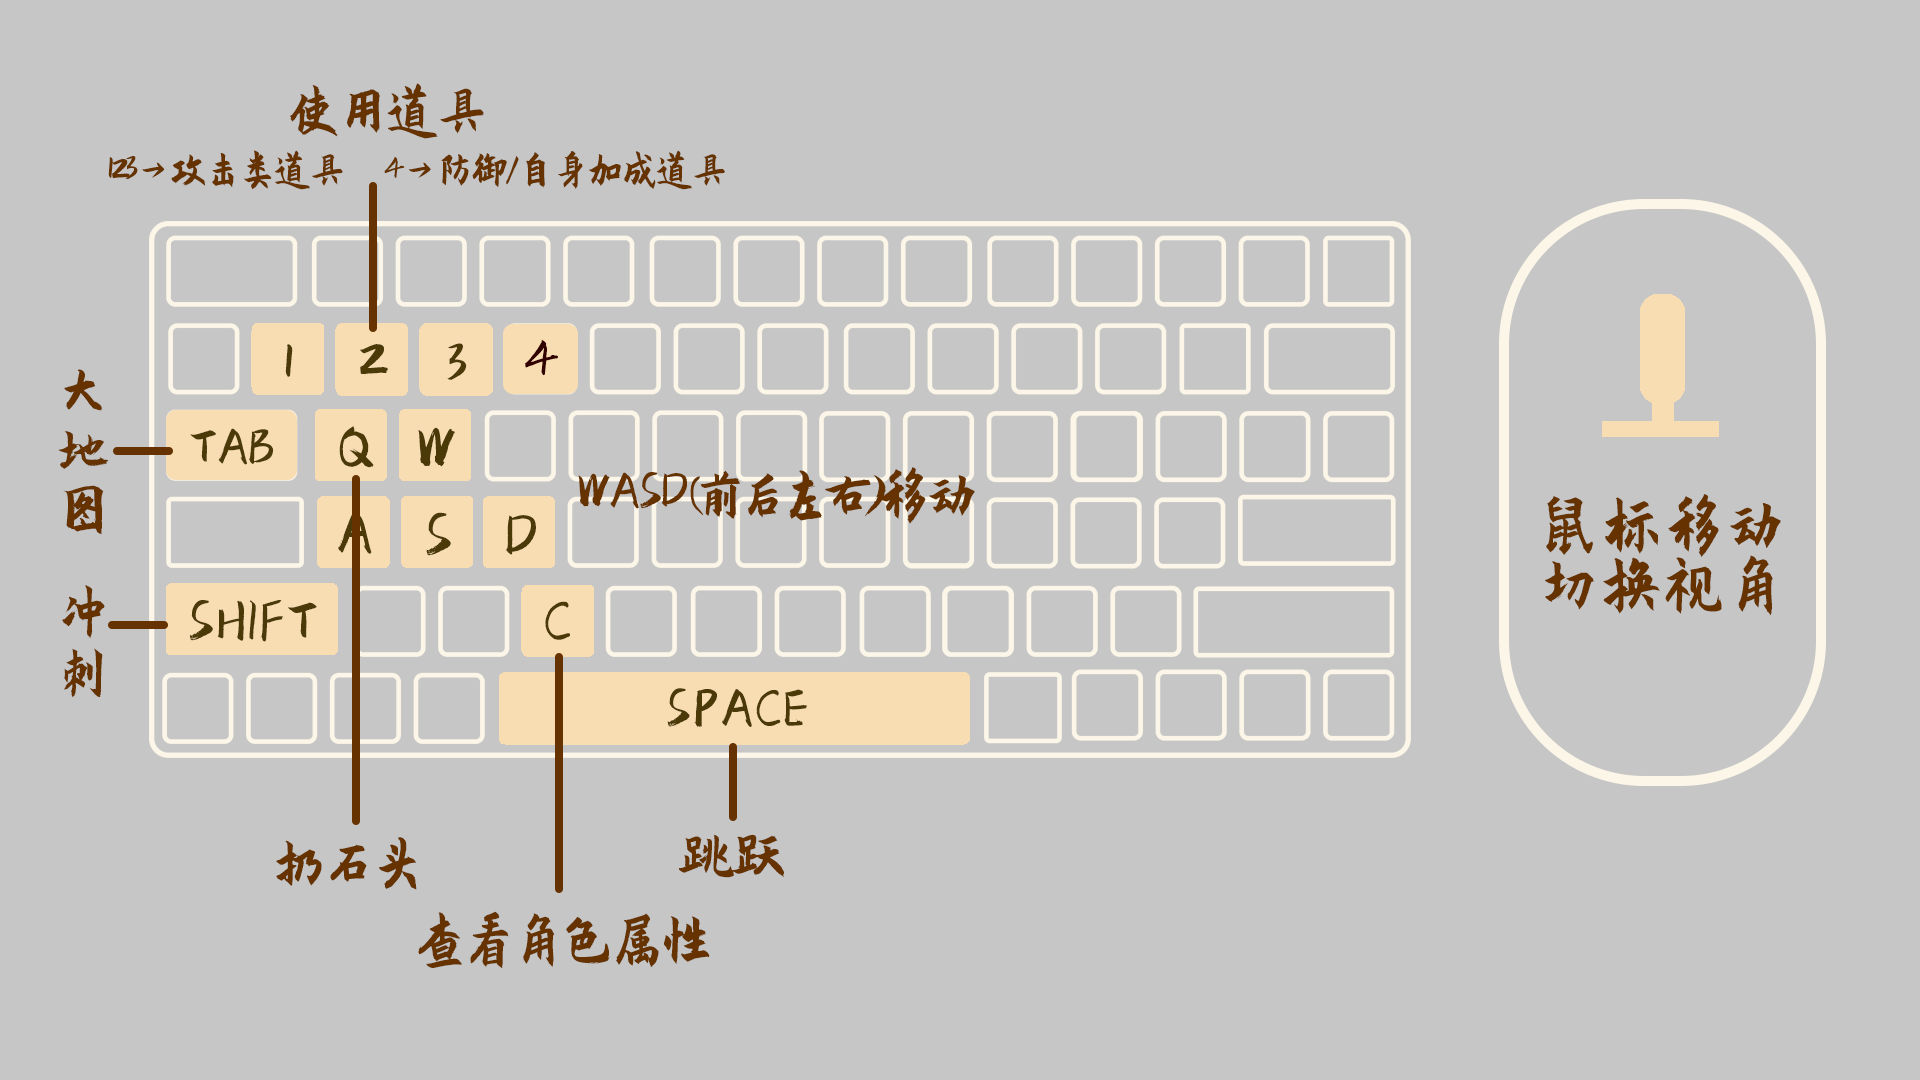 使用道具
123→攻击类道具 4→防御/自身加成道具
1 2 3 4
大地图
TAB Q W
WASD(前后左右)移动
A S D
冲刺
SHIFT C
SPACE
扔石头
跳跃
查看角色属性
鼠标移动
切换视角